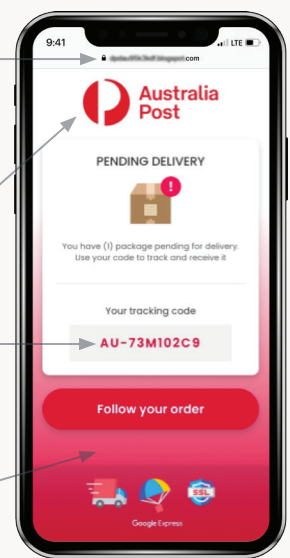 9:41
LTE
.com
Australia
Post
PENDING DELIVERY
!
You have (1) package pending for delivery.
Use your code to track and receive it
Your tracking code
AU-73M102C9
Follow your order
SSL
Google Express